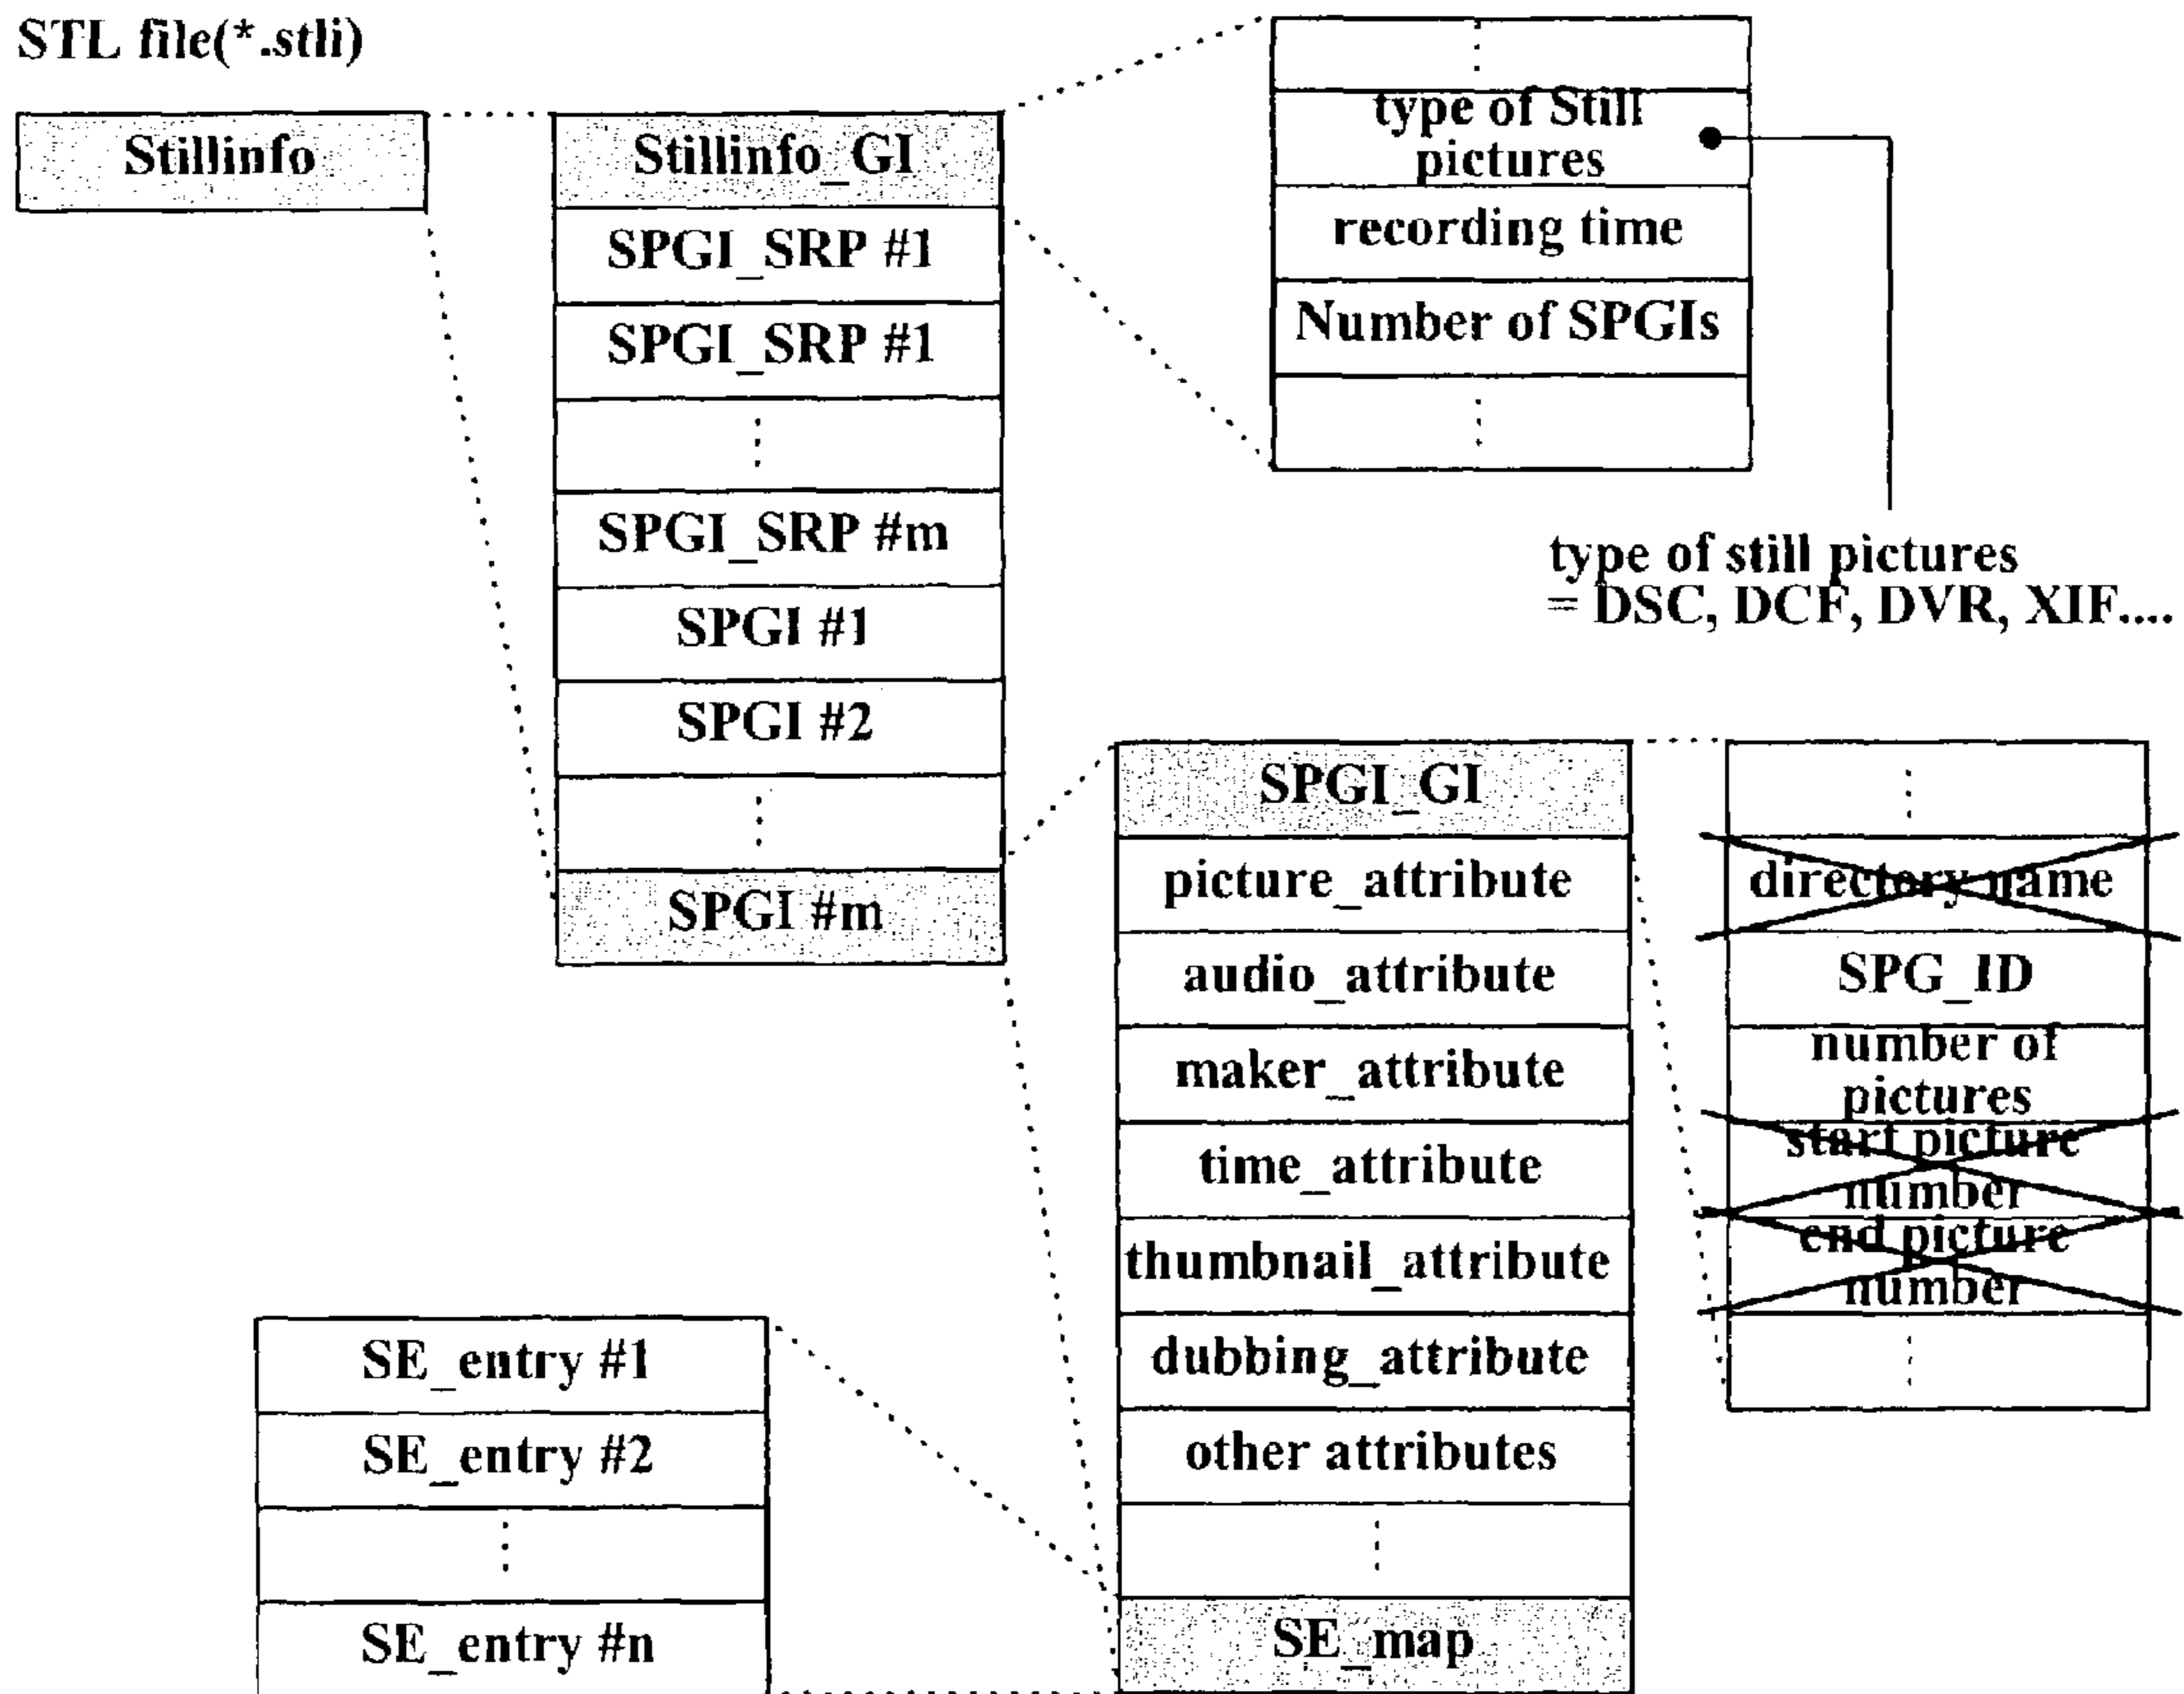 STL file(*.stli)
Stillinfo
Stillinfo_GI
SPGI_SRP #1
SPGI_SRP #1
SPGI_SRP #m
SPGI #1
SPGI #2
SPGI #m
type of Still
pictures
recording time
Number of SPGIs
type of still pictures
= DSC, DCF, DVR, XIF....
SPGI_GI
picture_attribute
audio_attribute
maker_attribute
time_attribute
thumbnail_attribute
dubbing_attribute
other attributes
SE_map
directory name
SPG_ID
number of
pictures
start picture
number
end picture
number
SE_entry #1
SE_entry #2
SE_entry #n